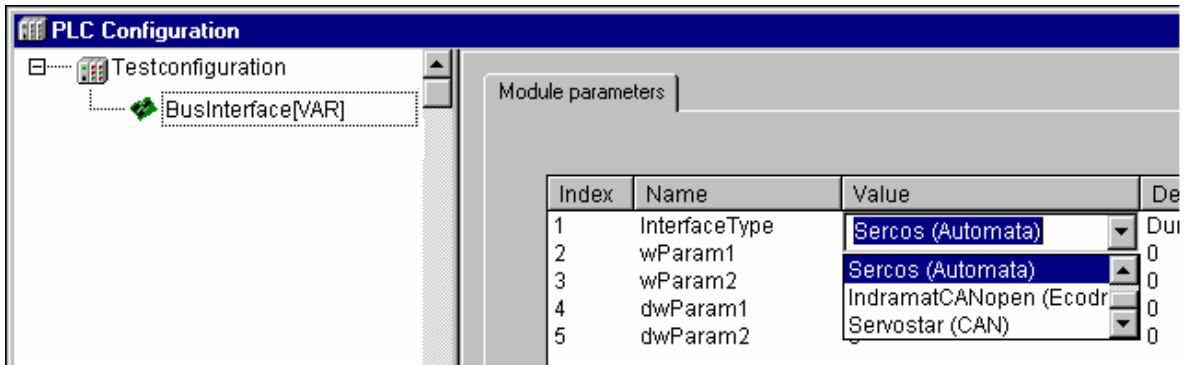 PLC Configuration
Testconfiguration
BusInterface[VAR]
Module parameters
Index Name Value De
1 InterfaceType Sercos (Automata) Du
2 wParam1 Sercos (Automata) 0
3 wParam2 IndramatCANopen (Ecodr 0
4 dwParam1 Servostar (CAN) 0
5 dwParam2 0